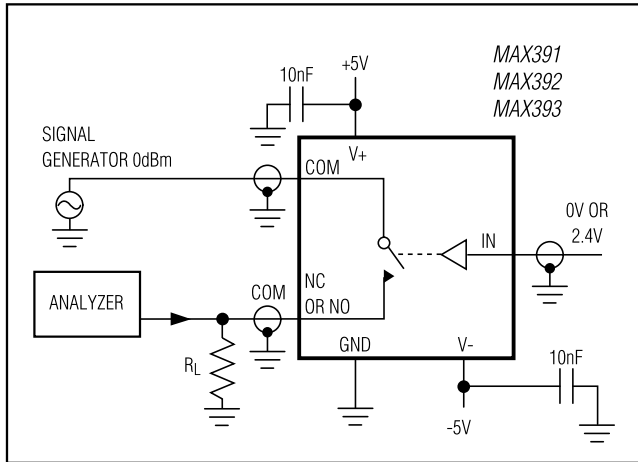 MAX391
MAX392
MAX393
+5V
10nF
SIGNAL
GENERATOR 0dBm
V+
COM
IN
0V OR
2.4V
ANALYZER
COM
NC
OR NO
RL
GND
V-
10nF
-5V